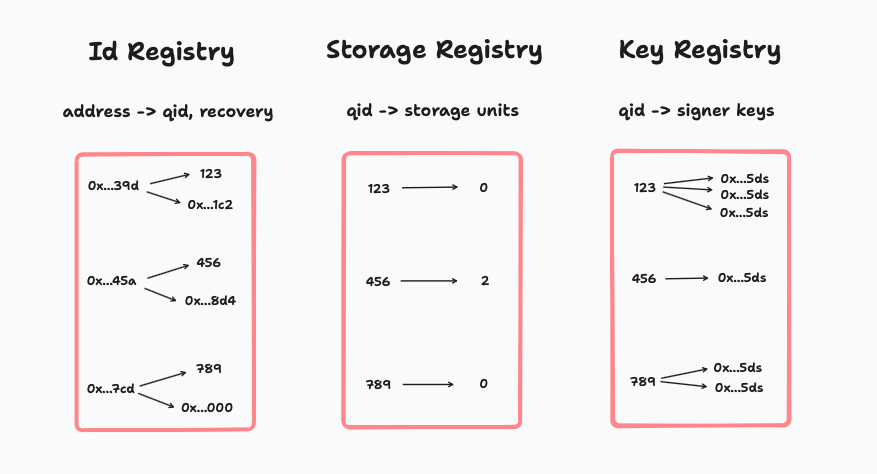 Id Registry
address -> qid, recovery
0x...39d
123
0x...1c2
0x...45a
456
0x...8d4
0x...7cd
789
0x...000
Storage Registry
qid -> storage units
123
0
456
2
789
0
Key Registry
qid -> signer keys
123
0x...5ds
0x...5ds
0x...5ds
456
0x...5ds
789
0x...5ds
0x...5ds